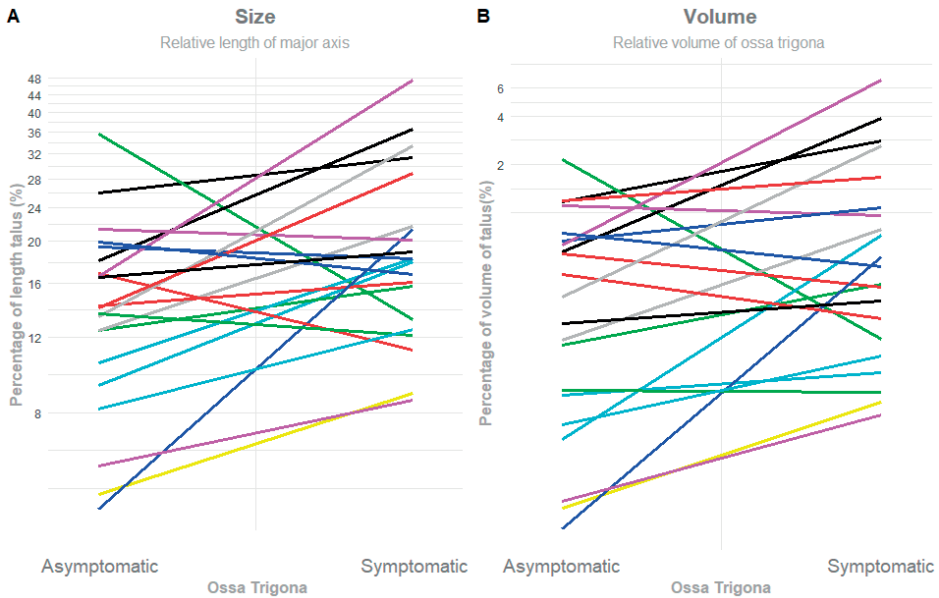 A
Size
Relative length of major axis
Percentage of length talus (%)
48
44
40
36
32
28
24
20
16
12
8
Asymptomatic
Symptomatic
Ossa Trigona
B
Volume
Relative volume of ossa trigona
Percentage of volume of talus(%)
6
4
2
Asymptomatic
Symptomatic
Ossa Trigona